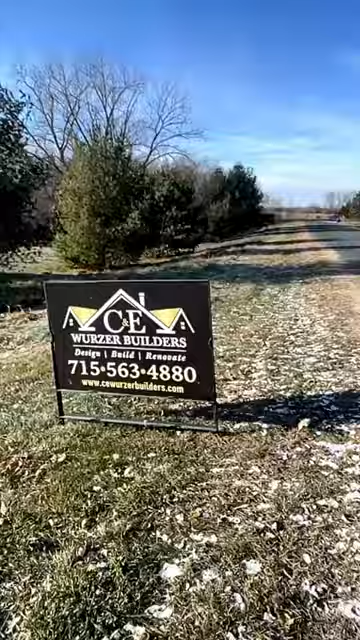 C&E
WURZER BUILDERS
Design | Build | Renovate
715•563•4880
www.cewurzerbuilders.com